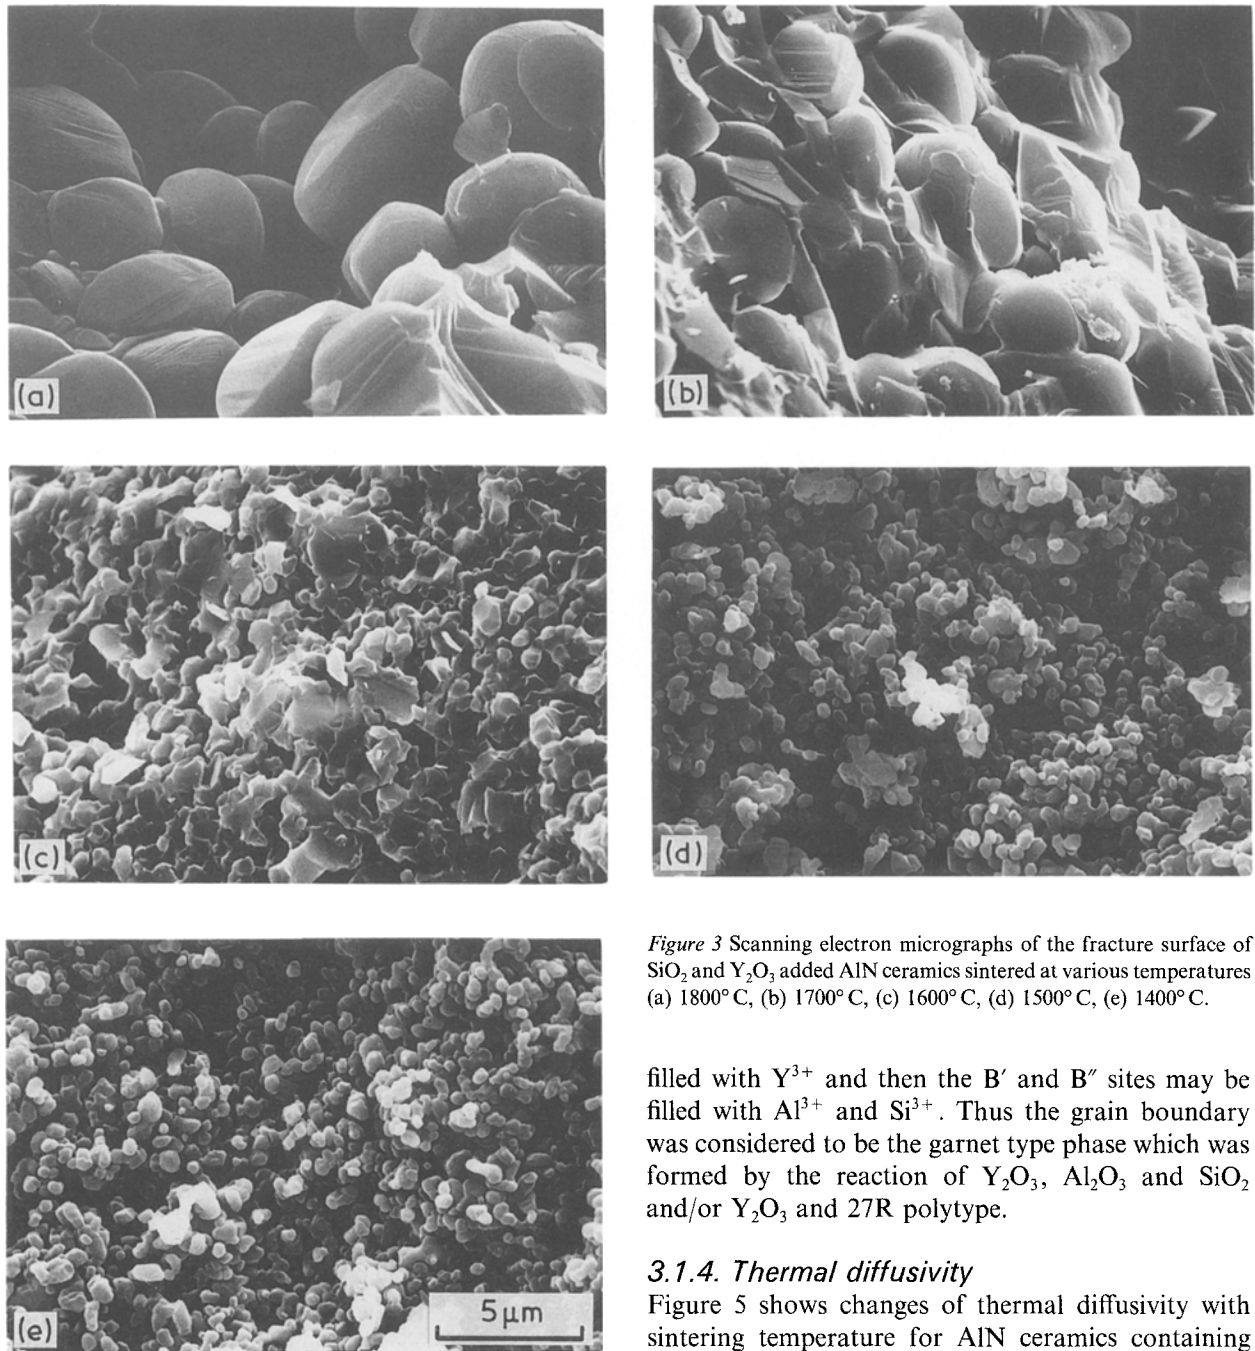 (a)
(b)
(c)
(d)
(e)
5 μm
Figure 3 Scanning electron micrographs of the fracture surface of
SiO₂ and Y₂O₃ added AlN ceramics sintered at various temperatures
(a) 1800° C, (b) 1700° C, (c) 1600° C, (d) 1500° C, (e) 1400° C.
filled with Y³⁺ and then the B′ and B″ sites may be
filled with Al³⁺ and Si³⁺. Thus the grain boundary
was considered to be the garnet type phase which was
formed by the reaction of Y₂O₃, Al₂O₃ and SiO₂
and/or Y₂O₃ and 27R polytype.
3.1.4. Thermal diffusivity
Figure 5 shows changes of thermal diffusivity with
sintering temperature for AlN ceramics containing